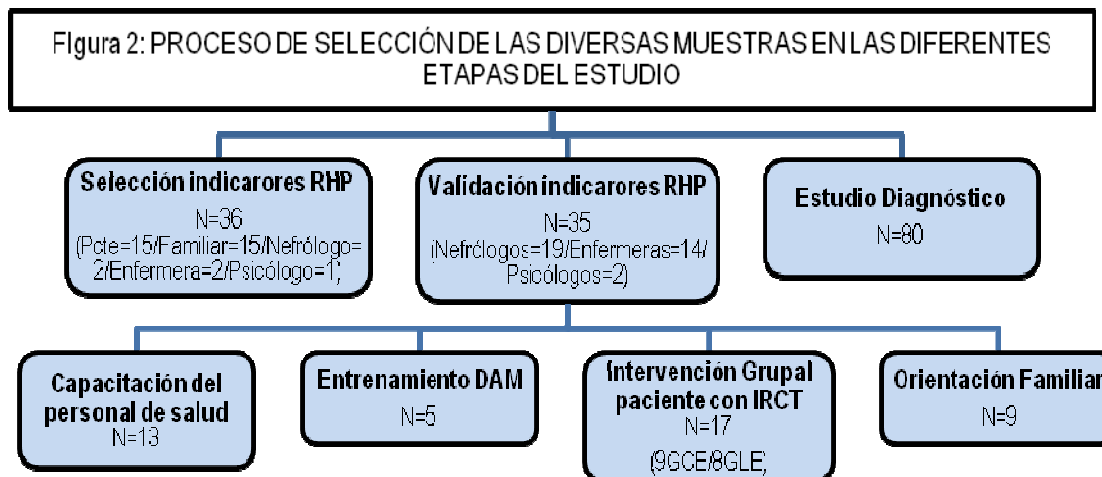 FIgura 2: PROCESO DE SELECCIÓN DE LAS DIVERSAS MUESTRAS EN LAS DIFERENTES
ETAPAS DEL ESTUDIO
Selección indicarores RHP
N=36
(Pcte=15/Familiar=15/Nefrólogo=
2/Enfermera=2/Psicólogo=1;
Validación indicarores RHP
N=35
(Nefrólogos=19/Enfermeras=14/
Psicólogos=2)
Estudio Diagnóstico
N=80
Capacitación del
personal de salud
N=13
Entrenamiento DAM
N=5
Intervención Grupal
paciente con IRCT
N=17
(9GCE/8GLE)
Orientación Familiar
N=9